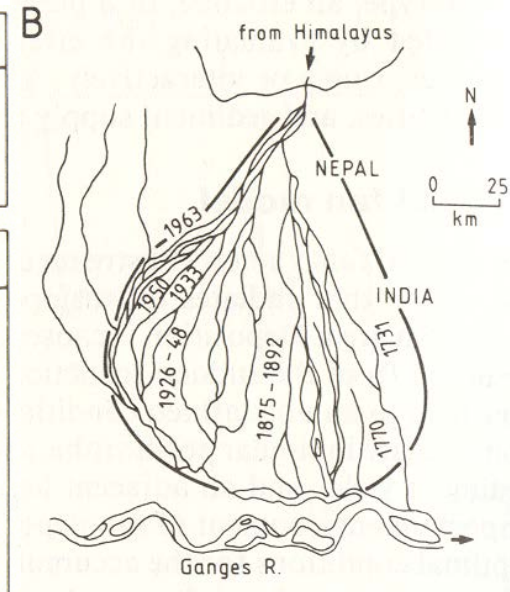 B
from Himalayas
N
NEPAL
0 25
km
INDIA
1963
1950
1933
1926-48
1875-1892
1731
1770
Ganges R.